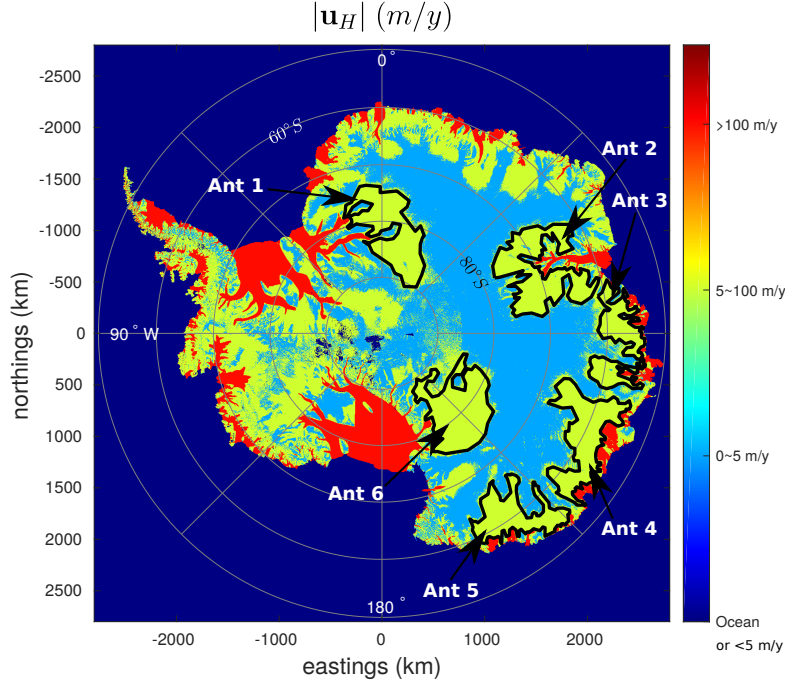 |u_H| (m/y)
-2500
-2000
-1500
-1000
-500
0
500
1000
1500
2000
2500
northings (km)
-2000
-1000
0
1000
2000
eastings (km)
0°
60°S
80°S
90°W
180°
Ant 1
Ant 2
Ant 3
Ant 4
Ant 5
Ant 6
>100 m/y
5~100 m/y
0~5 m/y
Ocean
or <5 m/y